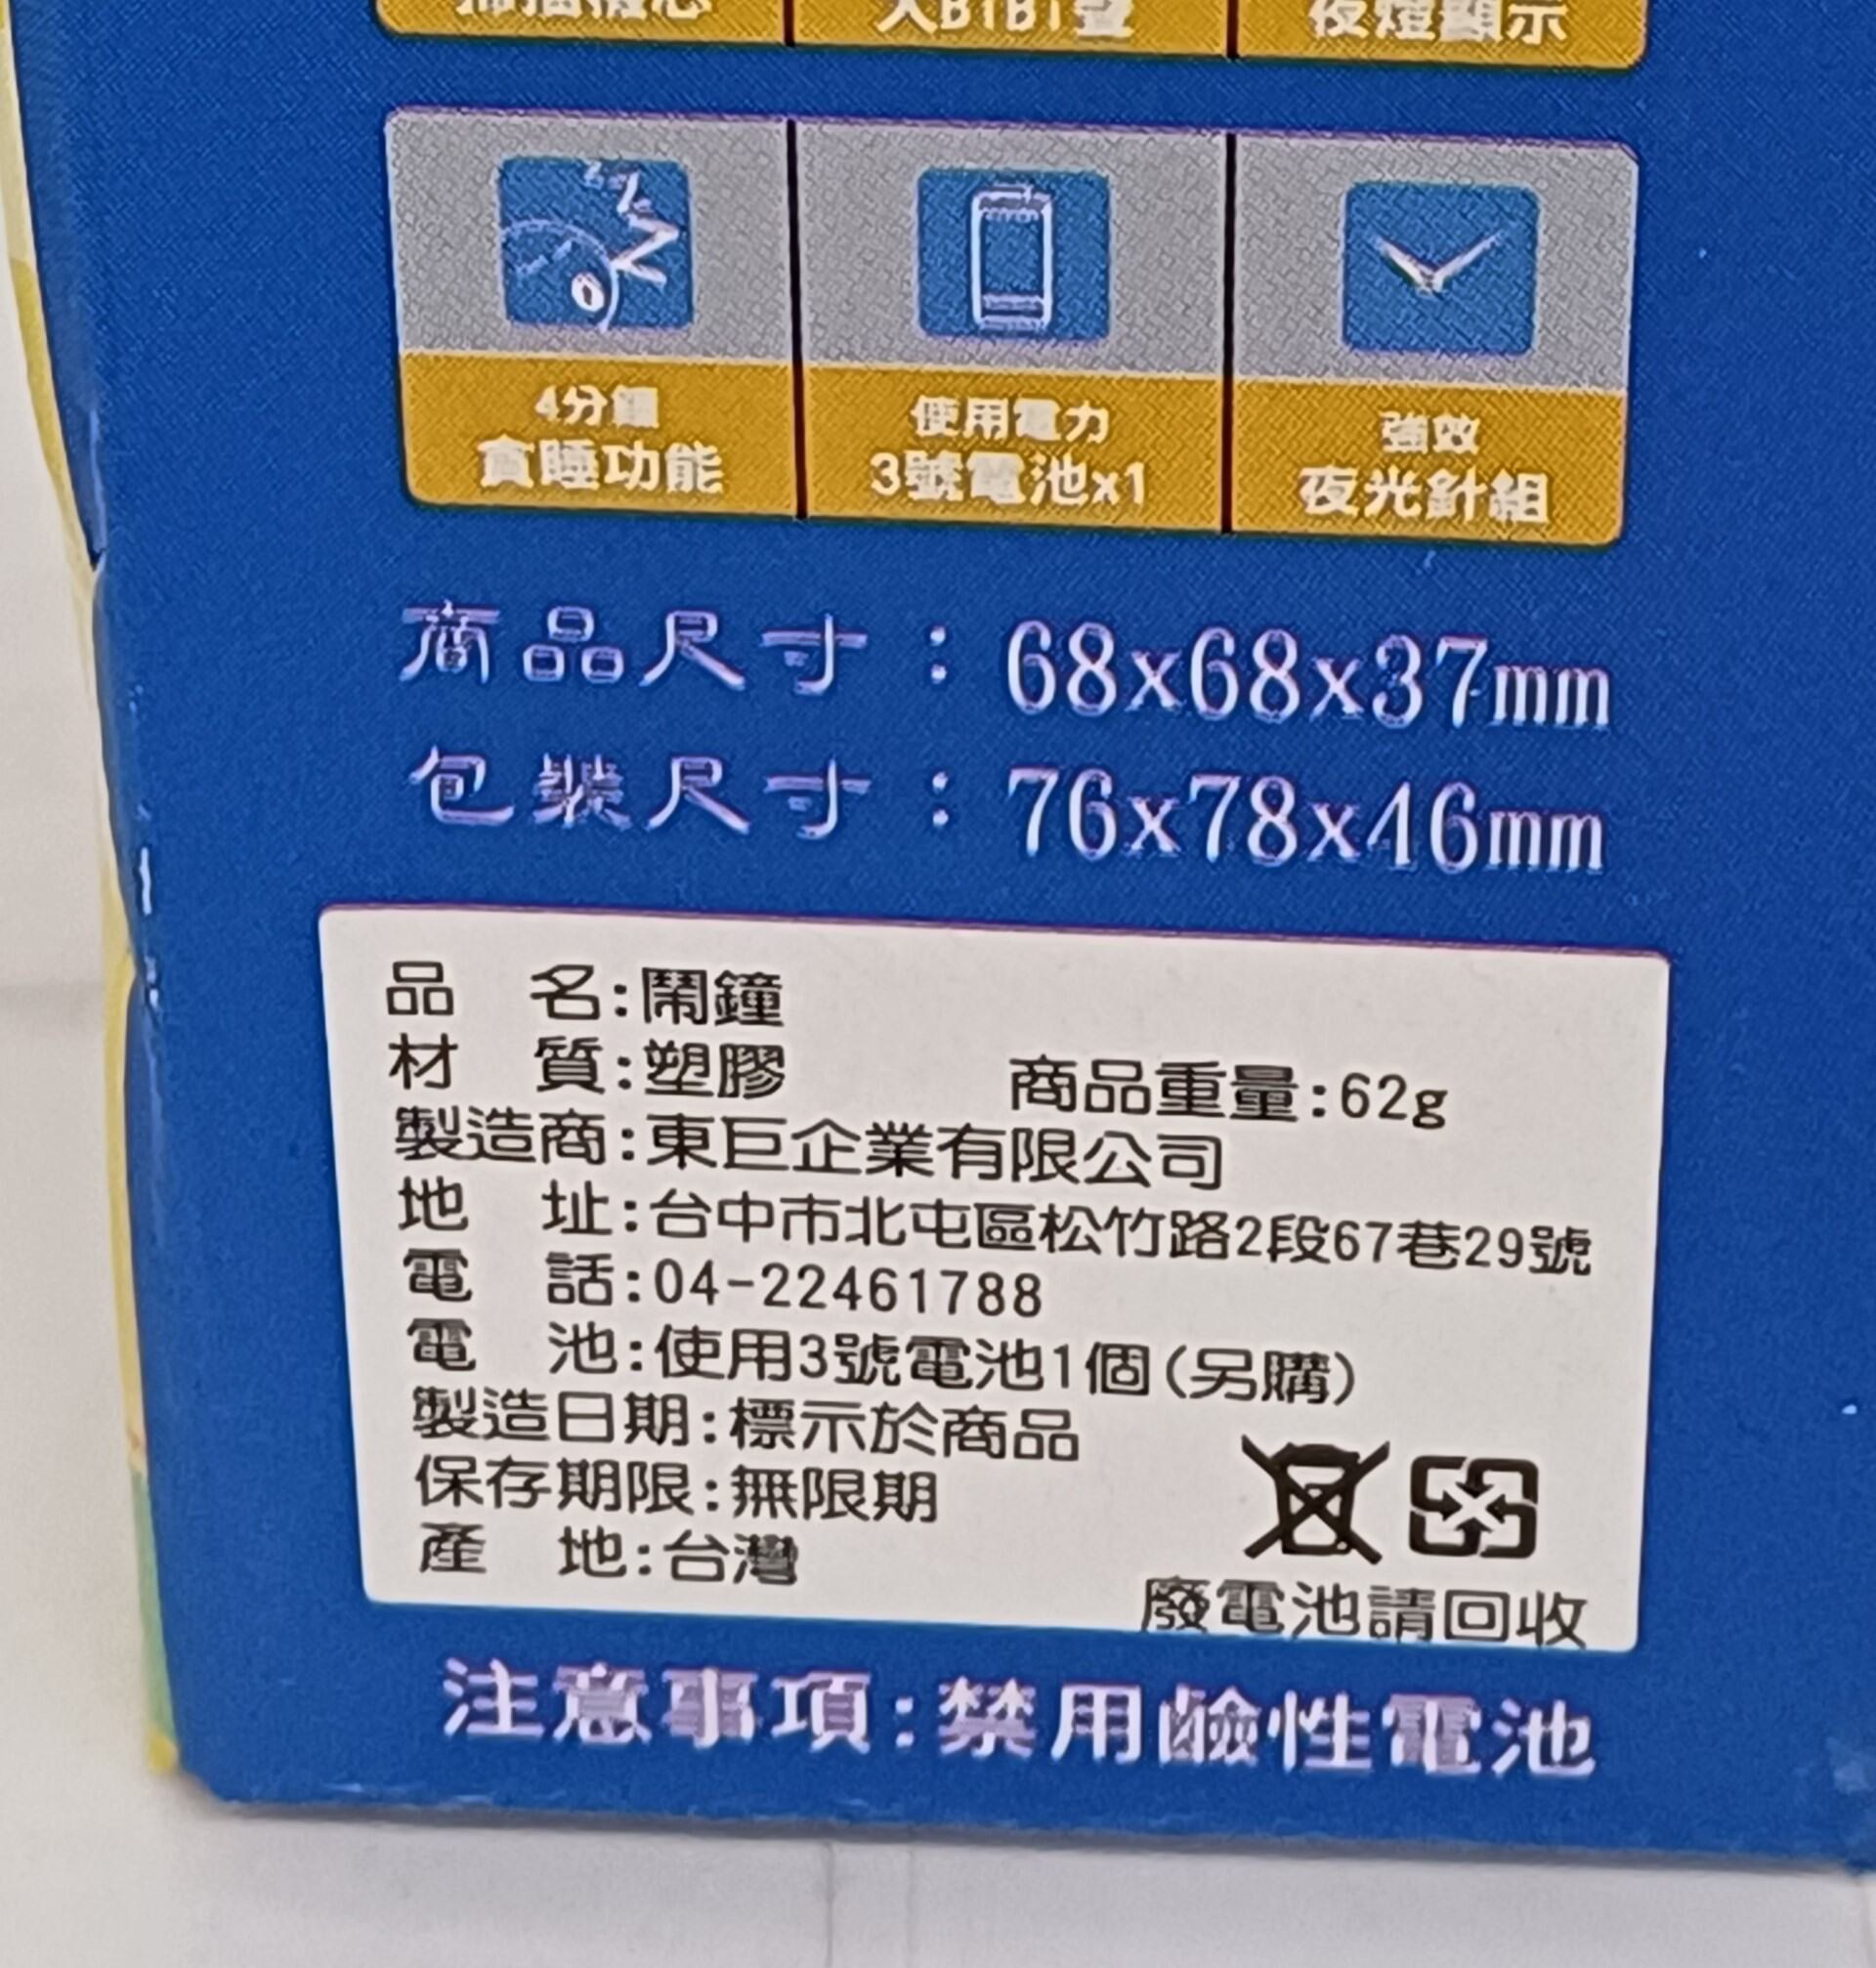 夜燈顯示
4分鐘
貪睡功能
使用電力
3號電池x1
強效
夜光針組
商品尺寸：68x68x37mm
包裝尺寸：76x78x46mm
品 名:鬧鐘
材 質:塑膠 商品重量:62g
製造商:東巨企業有限公司
地 址:台中市北屯區松竹路2段67巷29號
電 話:04-22461788
電 池:使用3號電池1個(另購)
製造日期:標示於商品
保存期限:無限期
產 地:台灣
廢電池請回收
注意事項:禁用鹼性電池